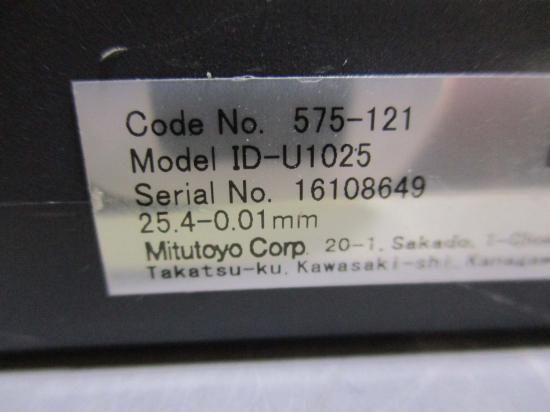 Code No. 575-121
Model ID-U1025
Serial No. 16108649
25.4-0.01mm
Mitutoyo Corp. 20-1, Sakado, 1-
Takatsu-ku, Kawasaki-shi,